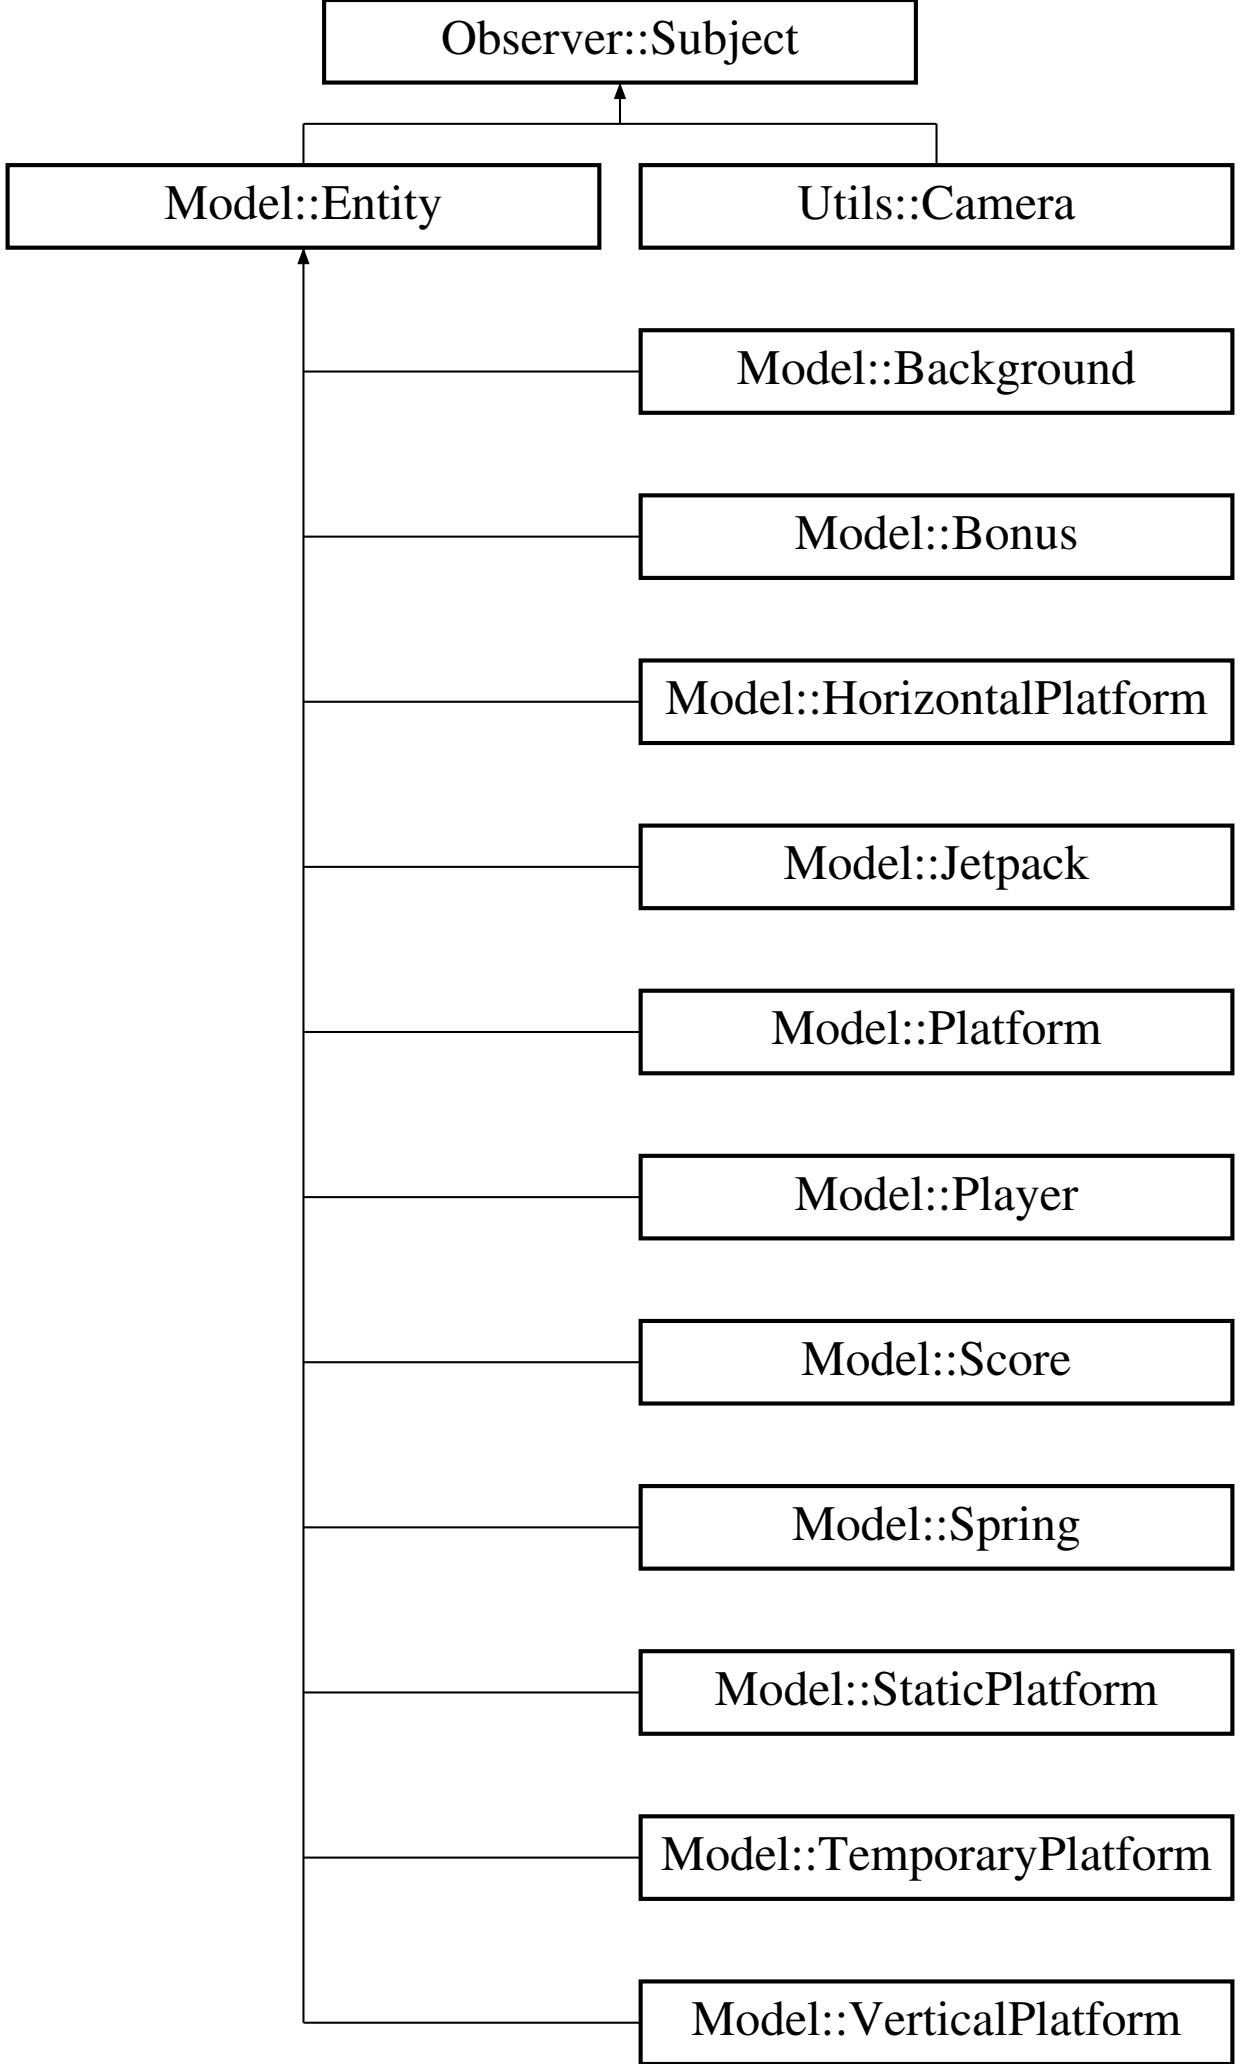 Observer::Subject
Model::Entity
Utils::Camera
Model::Background
Model::Bonus
Model::HorizontalPlatform
Model::Jetpack
Model::Platform
Model::Player
Model::Score
Model::Spring
Model::StaticPlatform
Model::TemporaryPlatform
Model::VerticalPlatform